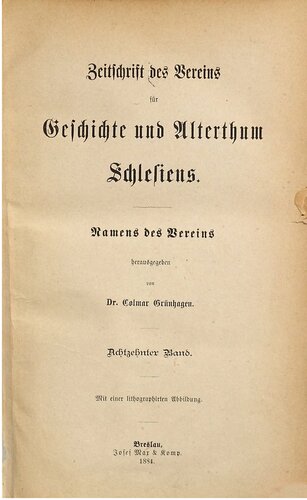 Zeitschrift des Vereins
für
Geschichte und Alterthum
Schlesiens.
Namens des Vereins
herausgegeben
von
Dr. Colmar Grünhagen.
Achtzehnter Band.
Mit einer lithographirten Abbildung.
Breslau,
Josef Max & Komp.
1884.